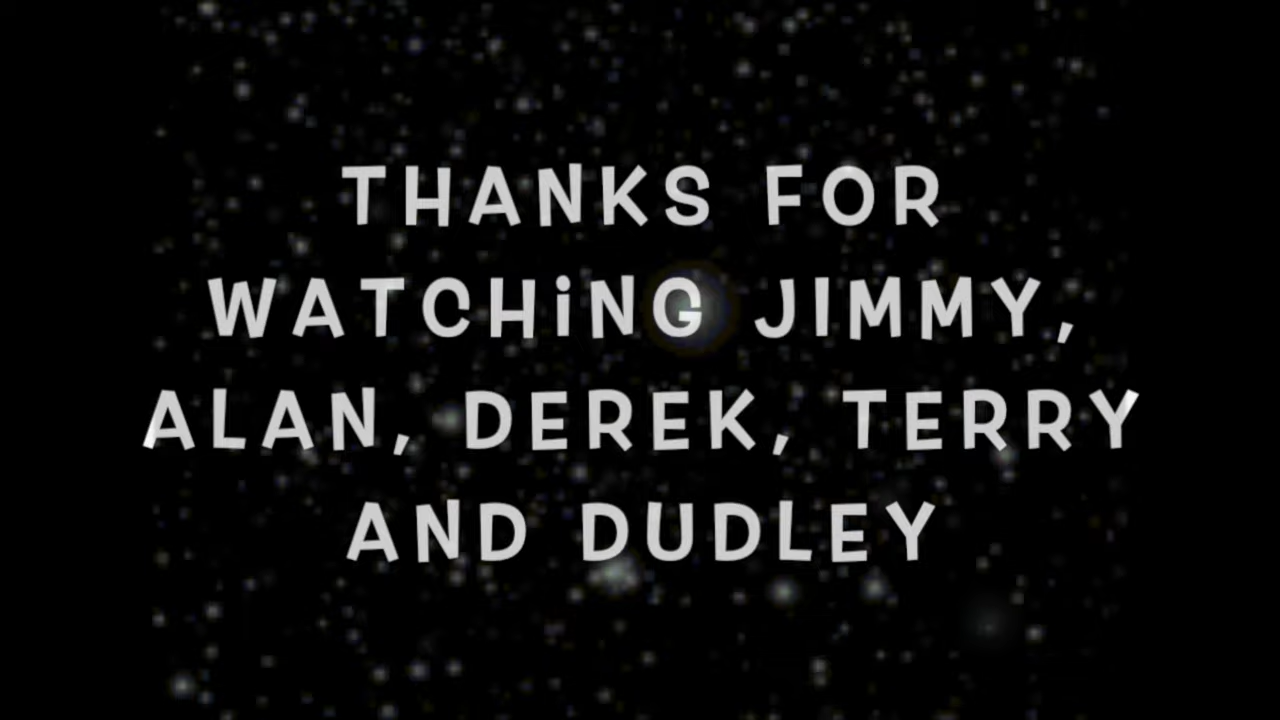 THANKS FOR
WATCHiNG JIMMY,
ALAN, DEREK, TERRY
AND DUDLEY